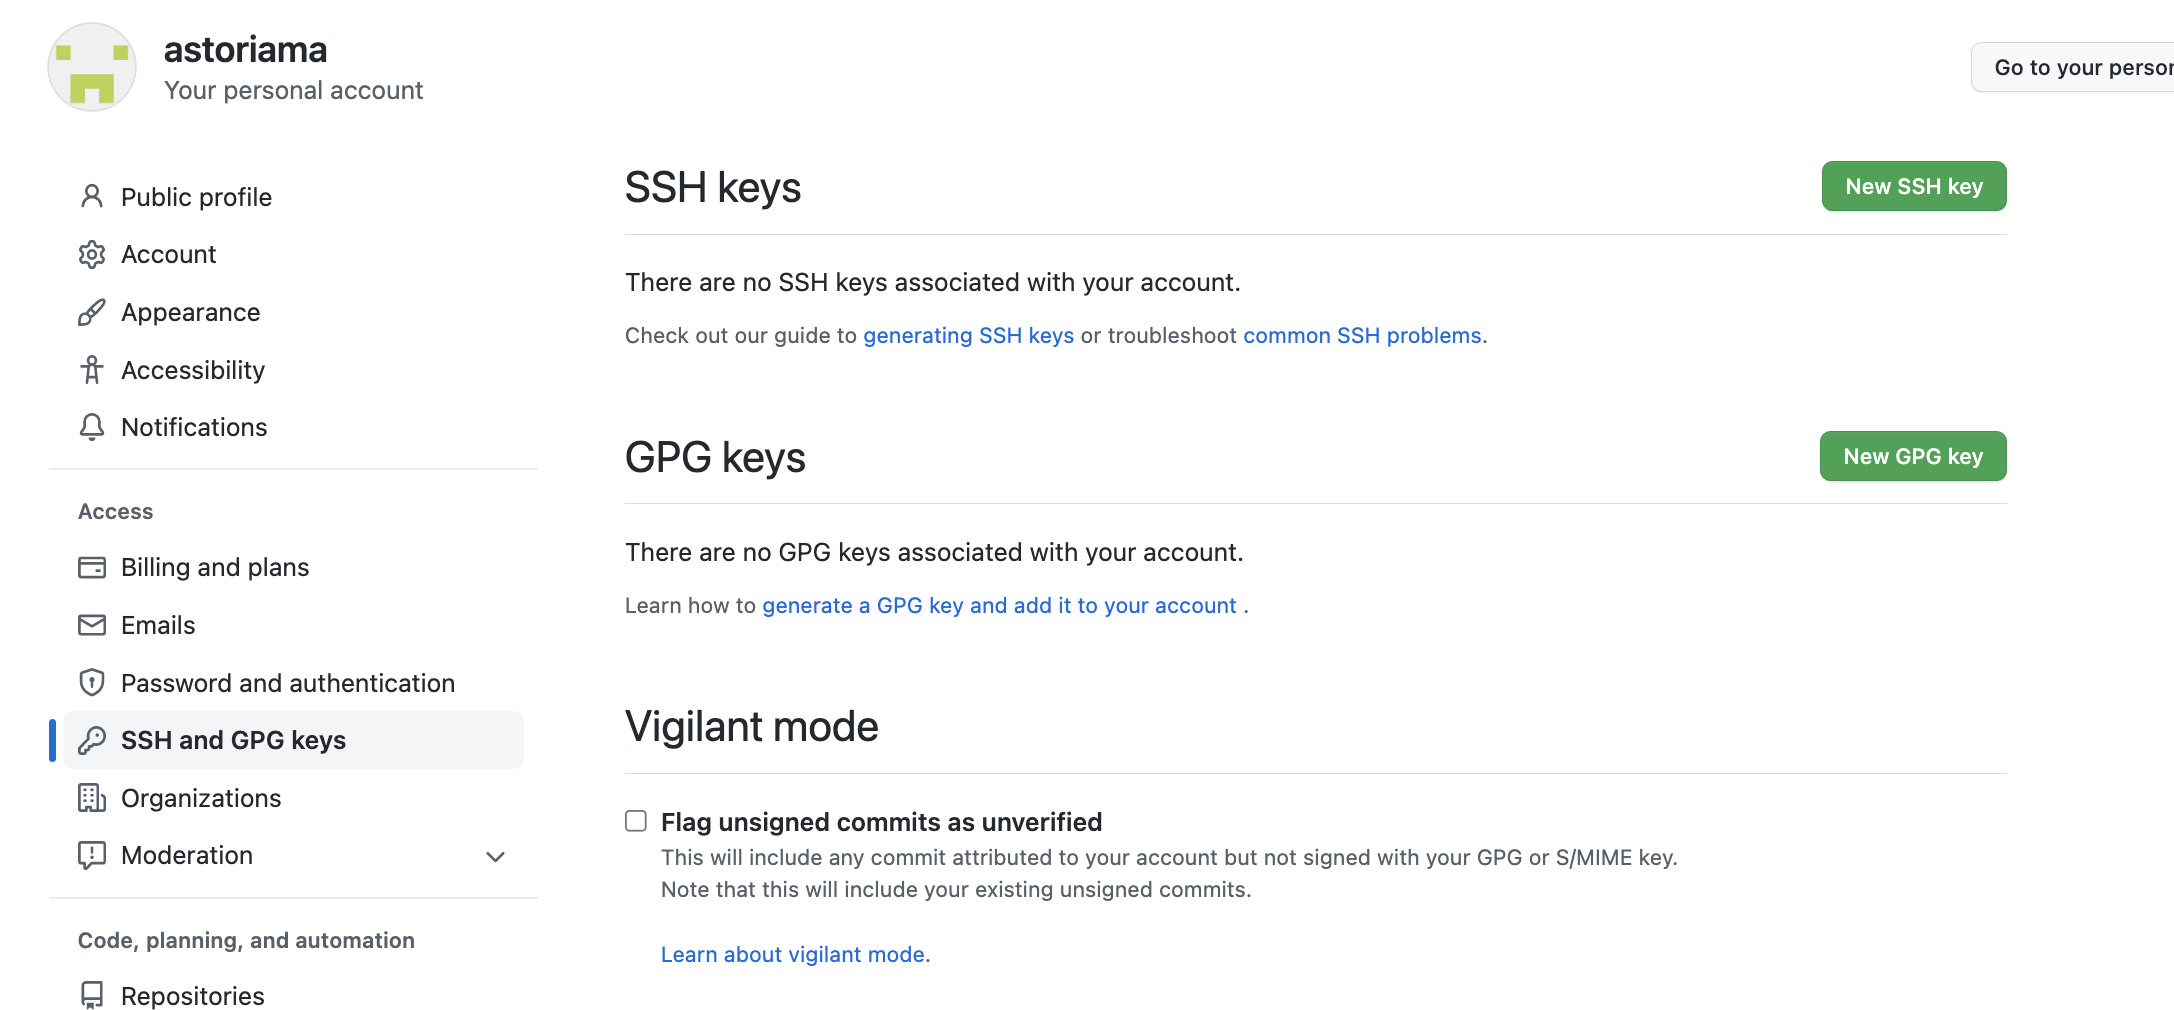 astoriama
Your personal account
Go to your person
Public profile
Account
Appearance
Accessibility
Notifications
Access
Billing and plans
Emails
Password and authentication
SSH and GPG keys
Organizations
Moderation
Code, planning, and automation
Repositories
SSH keys
New SSH key
There are no SSH keys associated with your account.
Check out our guide to generating SSH keys or troubleshoot common SSH problems.
GPG keys
New GPG key
There are no GPG keys associated with your account.
Learn how to generate a GPG key and add it to your account .
Vigilant mode
Flag unsigned commits as unverified
This will include any commit attributed to your account but not signed with your GPG or S/MIME key.
Note that this will include your existing unsigned commits.
Learn about vigilant mode.